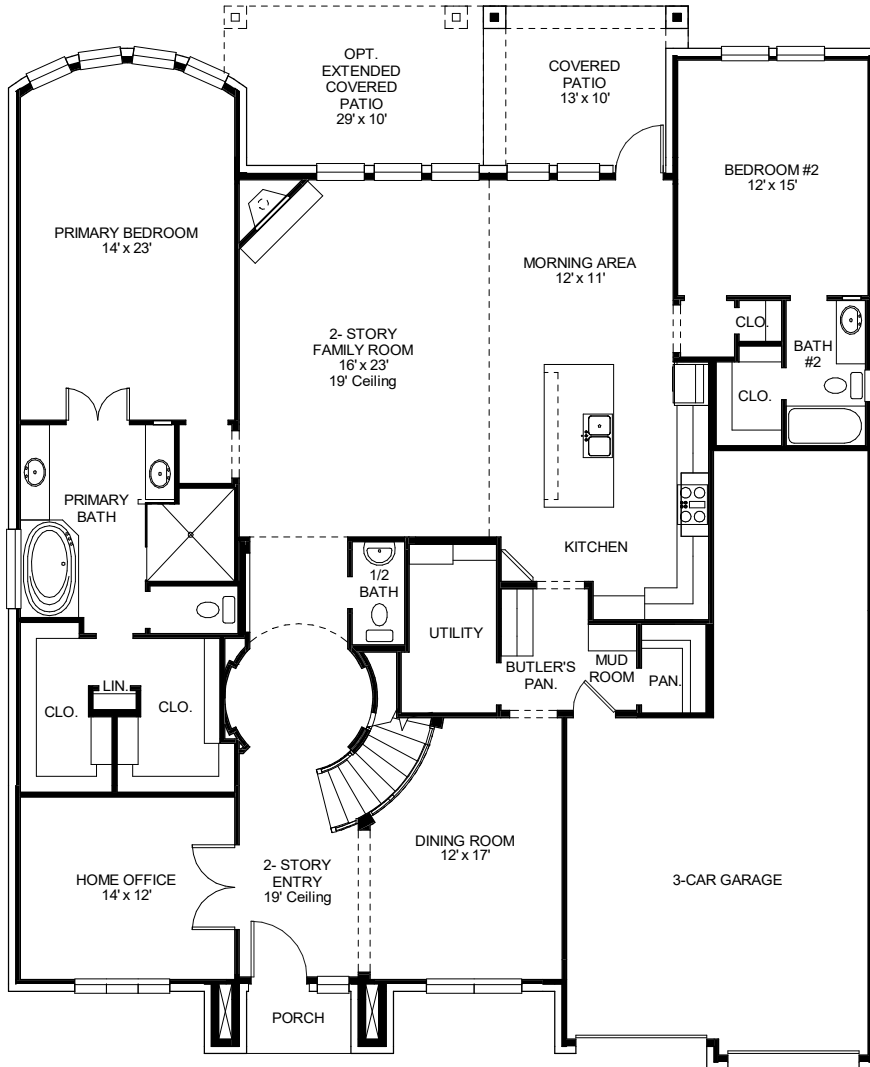 OPT.
EXTENDED
COVERED
PATIO
29' x 10'
COVERED
PATIO
13' x 10'
BEDROOM #2
12' x 15'
PRIMARY BEDROOM
14' x 23'
MORNING AREA
12' x 11'
2- STORY
FAMILY ROOM
16' x 23'
19' Ceiling
CLO.
BATH
#2
CLO.
PRIMARY
BATH
KITCHEN
1/2
BATH
UTILITY
BUTLER'S
PAN.
MUD
ROOM
PAN.
LIN.
CLO.
CLO.
DINING ROOM
12' x 17'
HOME OFFICE
14' x 12'
2- STORY
ENTRY
19' Ceiling
3-CAR GARAGE
PORCH